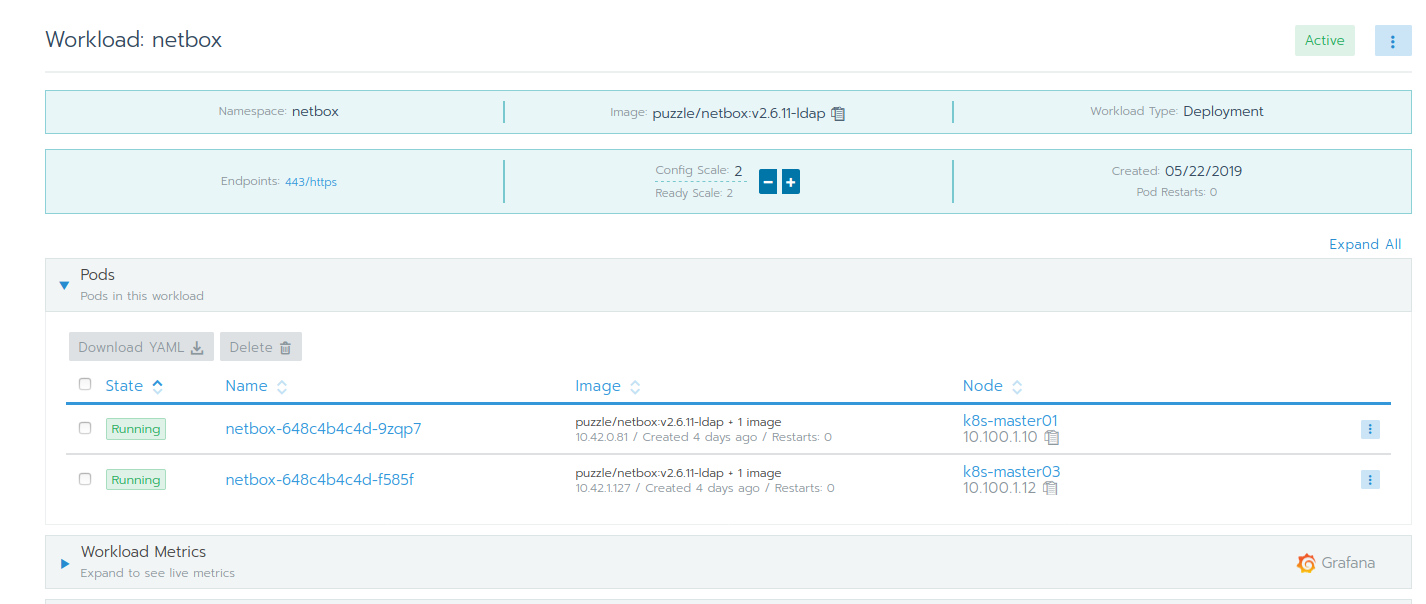 Workload: netbox
Active
Namespace: netbox
Image: puzzle/netbox:v2.6.11-ldap
Workload Type: Deployment
Endpoints: 443/https
Config Scale: 2
Ready Scale: 2
Created: 05/22/2019
Pod Restarts: 0
Expand All
Pods
Pods in this workload
Download YAML
Delete
State Name Image Node
Running netbox-648c4b4c4d-9zqp7
puzzle/netbox:v2.6.11-ldap + 1 image
10.42.0.81 / Created 4 days ago / Restarts: 0
k8s-master01
10.100.1.10
Running netbox-648c4b4c4d-f585f
puzzle/netbox:v2.6.11-ldap + 1 image
10.42.1.127 / Created 4 days ago / Restarts: 0
k8s-master03
10.100.1.12
Workload Metrics
Expand to see live metrics
Grafana